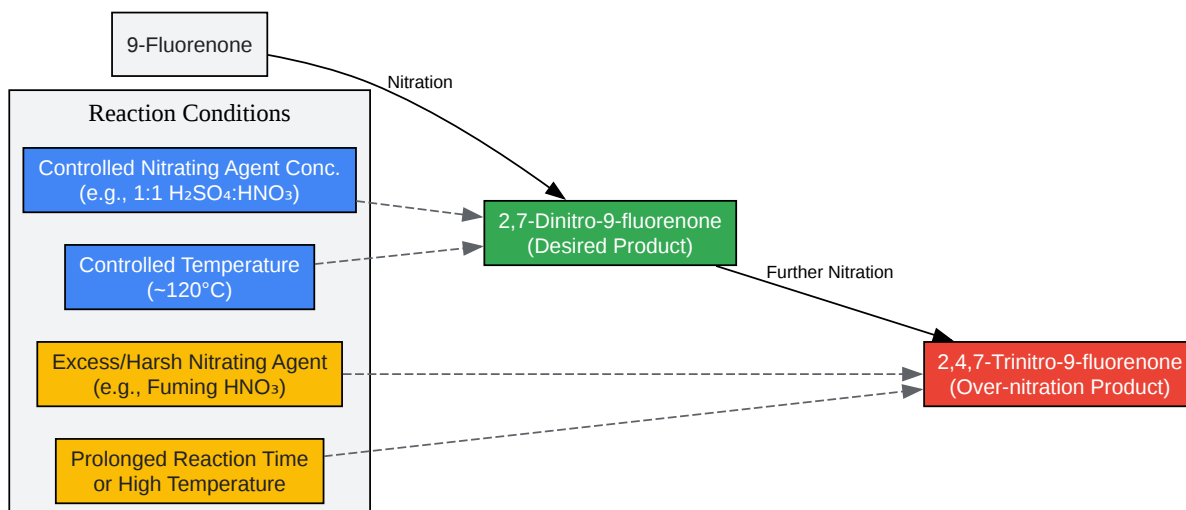 9-Fluorenone
Nitration
Reaction Conditions
Controlled Nitrating Agent Conc.
(e.g., 1:1 H₂SO₄:HNO₃)
Controlled Temperature
(~120°C)
Excess/Harsh Nitrating Agent
(e.g., Fuming HNO₃)
Prolonged Reaction Time
or High Temperature
2,7-Dinitro-9-fluorenone
(Desired Product)
Further Nitration
2,4,7-Trinitro-9-fluorenone
(Over-nitration Product)